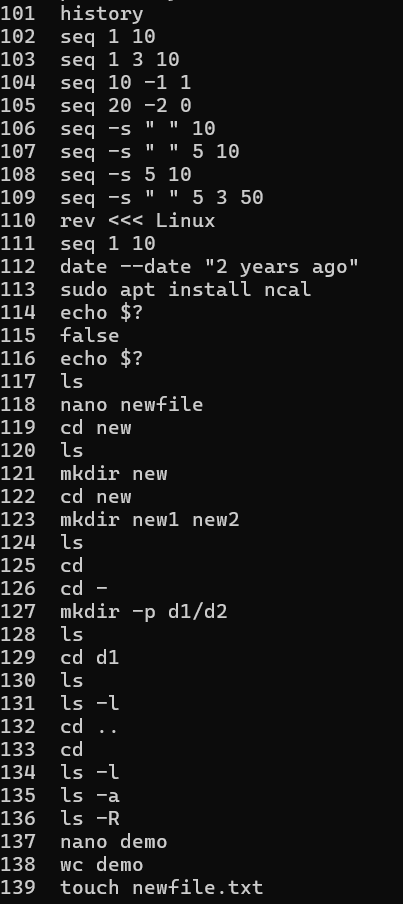 101 history
102 seq 1 10
103 seq 1 3 10
104 seq 10 -1 1
105 seq 20 -2 0
106 seq -s " " 10
107 seq -s " " 5 10
108 seq -s 5 10
109 seq -s " " 5 3 50
110 rev <<< Linux
111 seq 1 10
112 date --date "2 years ago"
113 sudo apt install ncal
114 echo $?
115 false
116 echo $?
117 ls
118 nano newfile
119 cd new
120 ls
121 mkdir new
122 cd new
123 mkdir new1 new2
124 ls
125 cd
126 cd -
127 mkdir -p d1/d2
128 ls
129 cd d1
130 ls
131 ls -l
132 cd ..
133 cd
134 ls -l
135 ls -a
136 ls -R
137 nano demo
138 wc demo
139 touch newfile.txt